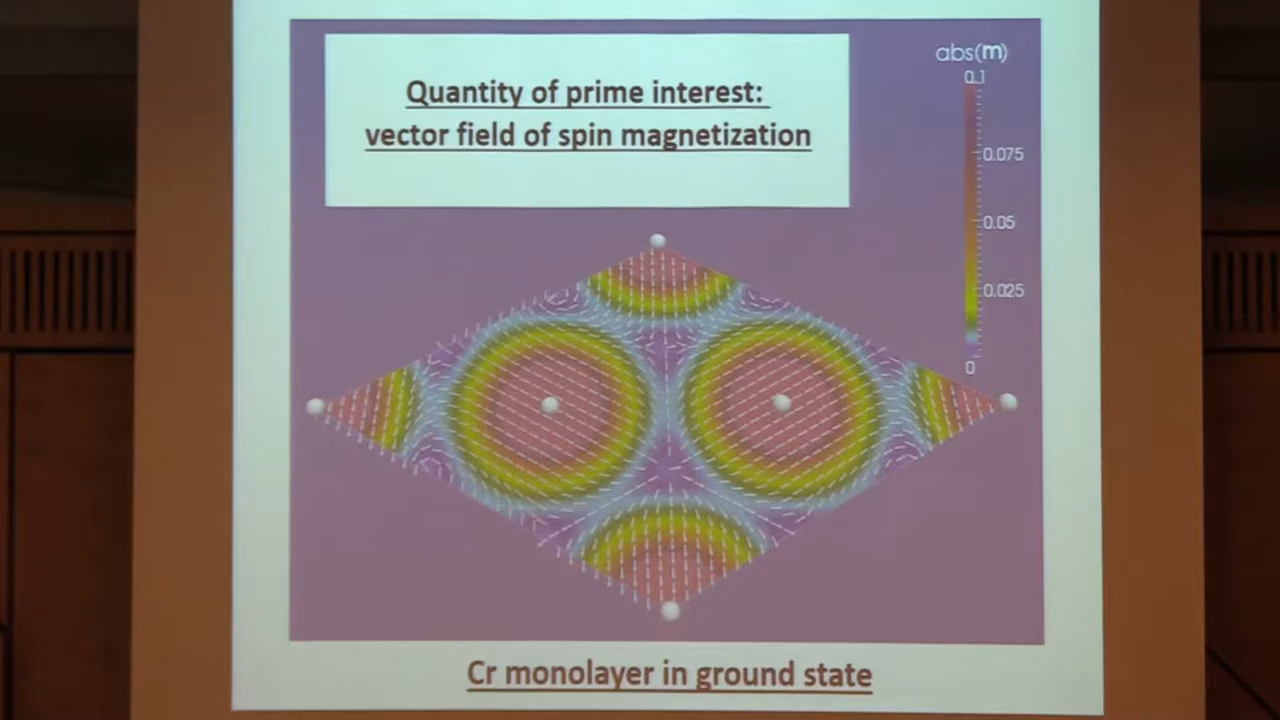 Quantity of prime interest:
vector field of spin magnetization
abs(m)
0.1
0.075
0.05
0.025
0
Cr monolayer in ground state